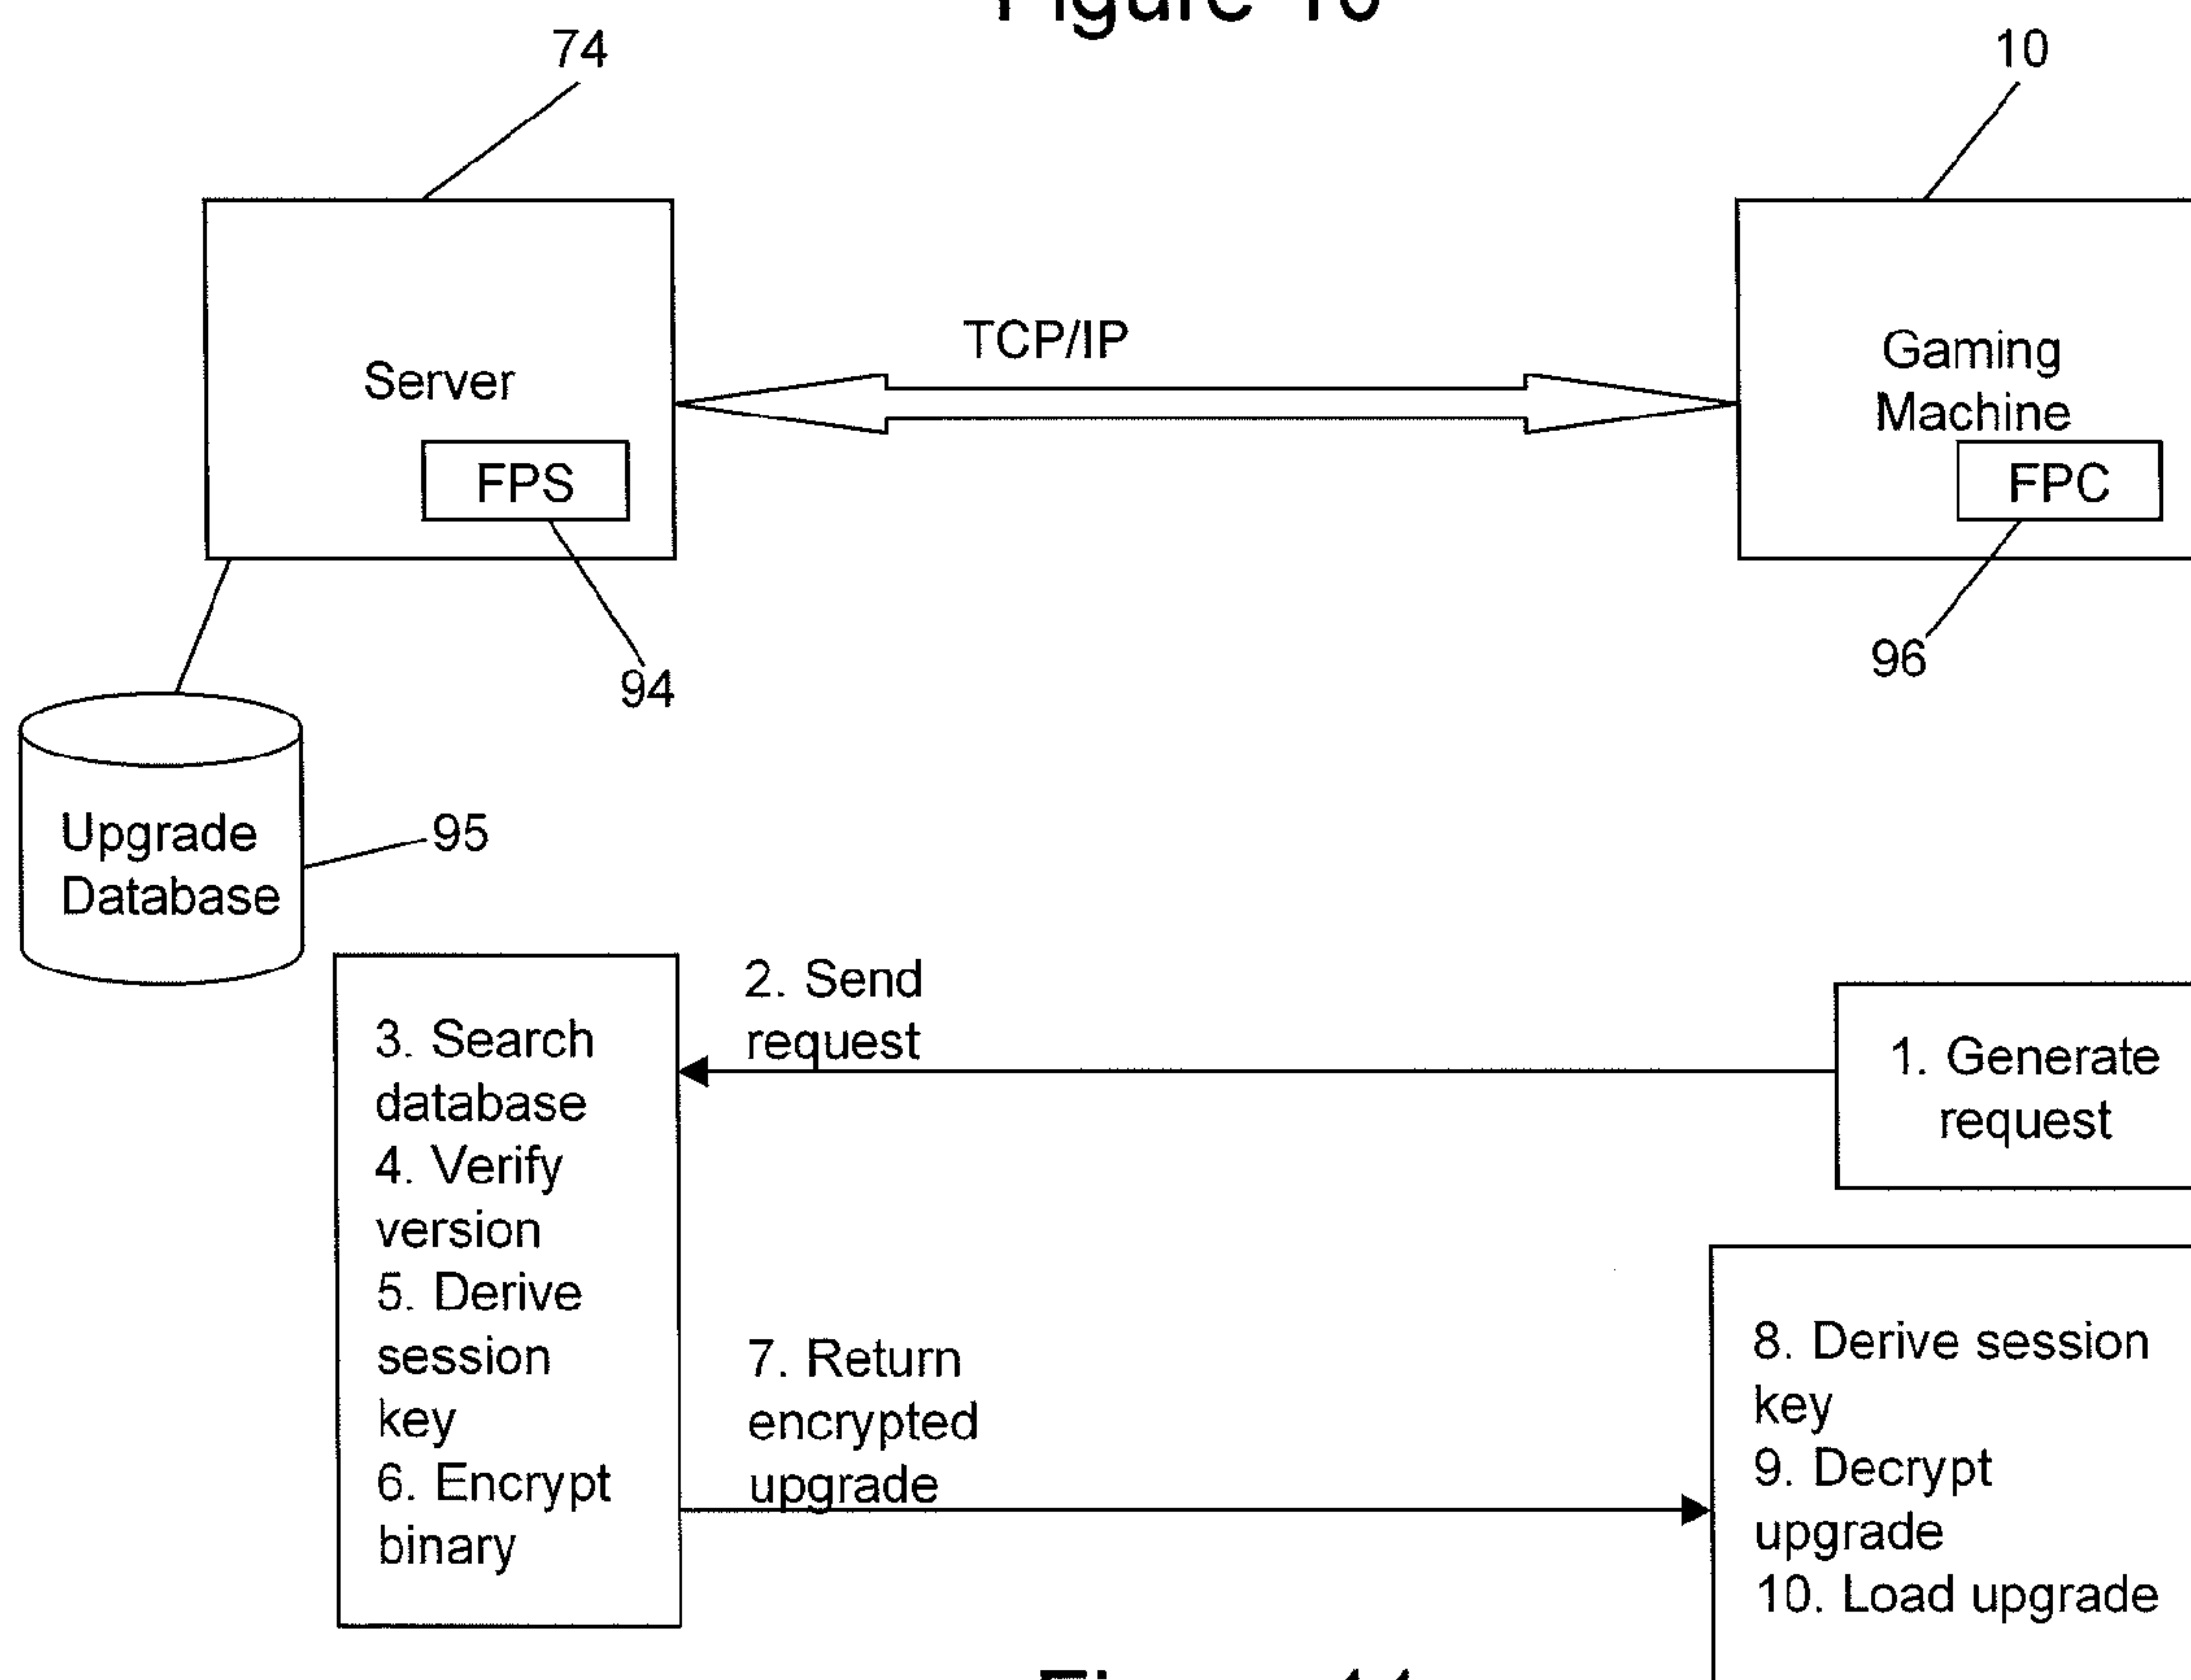 74
10
Server
FPS
TCP/IP
Gaming
Machine
FPC
94
96
Upgrade
Database
95
2. Send
request
1. Generate
request
3. Search
database
4. Verify
version
5. Derive
session
key
6. Encrypt
binary
7. Return
encrypted
upgrade
8. Derive session
key
9. Decrypt
upgrade
10. Load upgrade